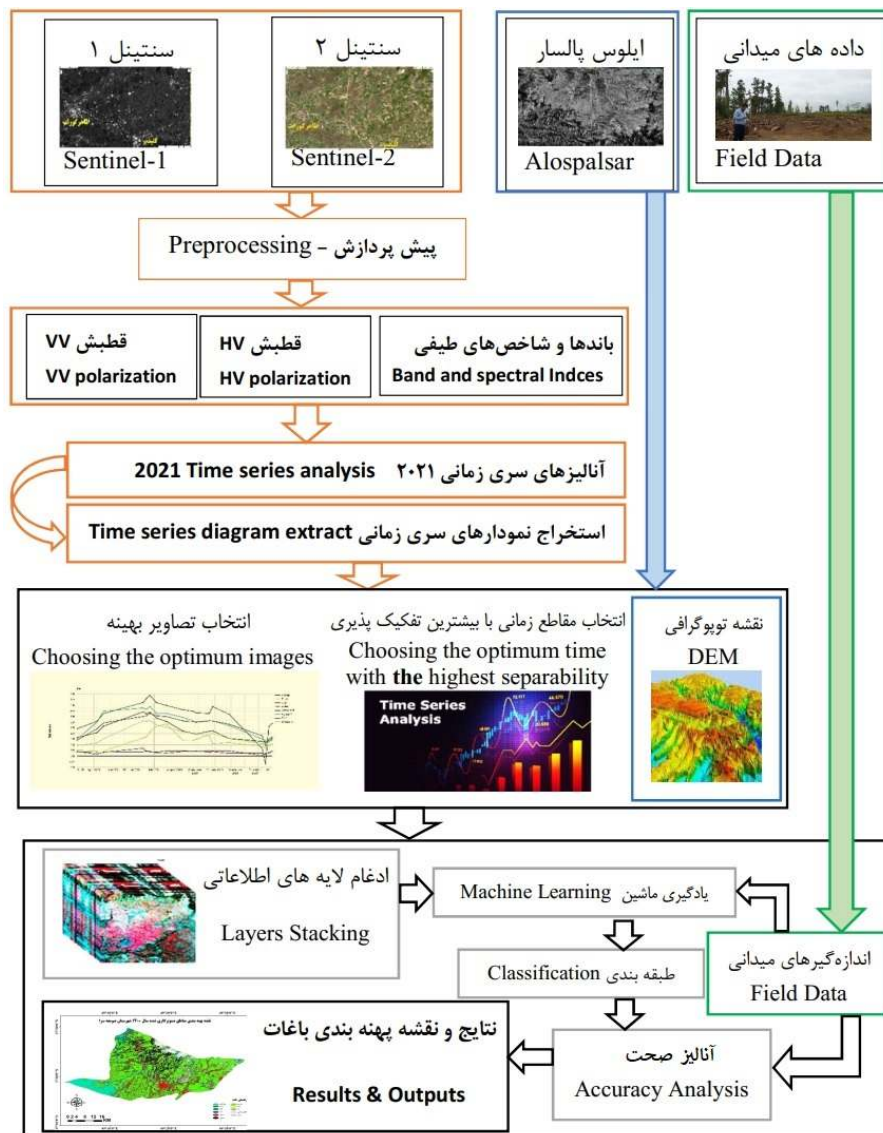 سنتینل ۱
Sentinel-1
سنتینل ۲
Sentinel-2
ایلوس پالسار
Alospalsar
داده های میدانی
Field Data
پیش پردازش – Preprocessing
قطبش VV
VV polarization
قطبش HV
HV polarization
باندها و شاخص‌های طیفی
Band and spectral Indces
آنالیزهای سری زمانی ۲۰۲۱ 2021 Time series analysis
استخراج نمودارهای سری زمانی Time series diagram extract
انتخاب تصاویر بهینه
Choosing the optimum images
انتخاب مقاطع زمانی با بیشترین تفکیک پذیری
Choosing the optimum time
with the highest separability
Time Series
Analysis
نقشه توپوگرافی
DEM
ادغام لایه های اطلاعاتی
Layers Stacking
یادگیری ماشین Machine Learning
طبقه بندی Classification
اندازه‌گیرهای میدانی
Field Data
آنالیز صحت
Accuracy Analysis
نتایج و نقشه پهنه بندی باغات
Results & Outputs